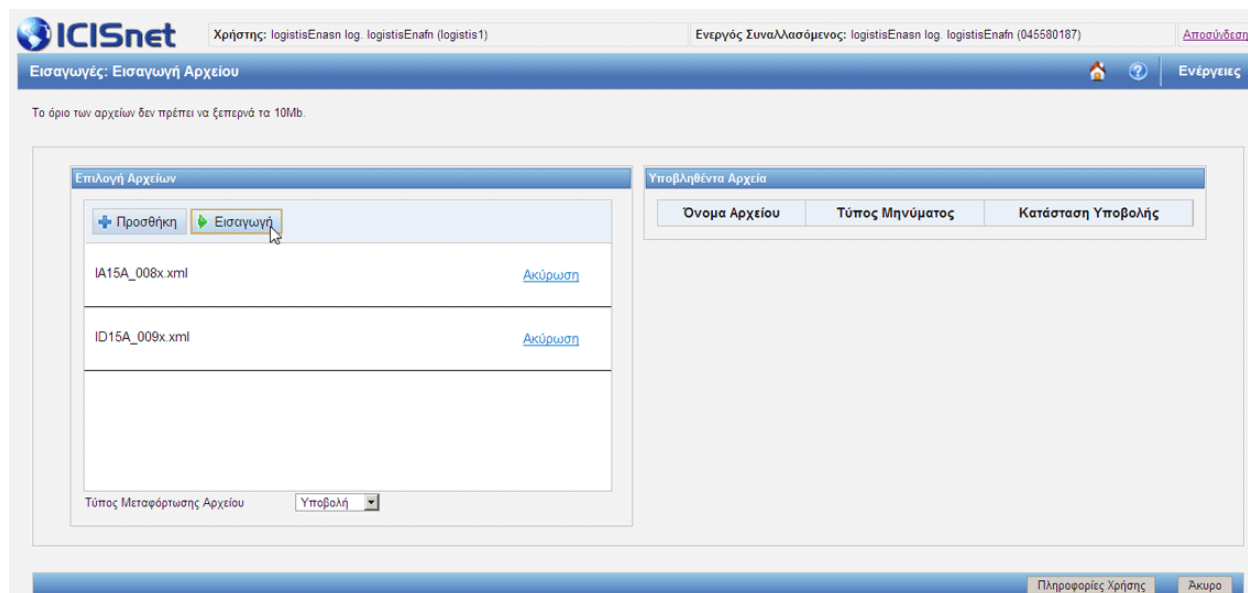 ICISnet
Χρήστης: logistisEnasn log. logistisEnafn (logistis1)
Ενεργός Συναλλασόμενος: logistisEnasn log. logistisEnafn (045580187)
Αποσύνδεση
Εισαγωγές: Εισαγωγή Αρχείου
Ενέργειες
Το όριο των αρχείων δεν πρέπει να ξεπερνά τα 10Mb.
Επιλογή Αρχείων
Προσθήκη Εισαγωγή
IA15A_008x.xml Ακύρωση
ID15A_009x.xml Ακύρωση
Τύπος Μεταφόρτωσης Αρχείου Υποβολή
Υποβληθέντα Αρχεία
Όνομα Αρχείου Τύπος Μηνύματος Κατάσταση Υποβολής
Πληροφορίες Χρήσης Άκυρο